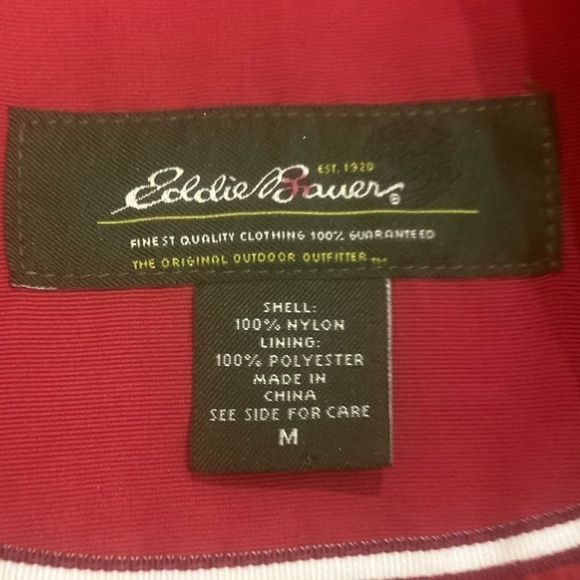 EST. 1920
Eddie Bauer®
FINEST QUALITY CLOTHING 100% GUARANTEED
THE ORIGINAL OUTDOOR OUTFITTER™
SHELL:
100% NYLON
LINING:
100% POLYESTER
MADE IN
CHINA
SEE SIDE FOR CARE
M